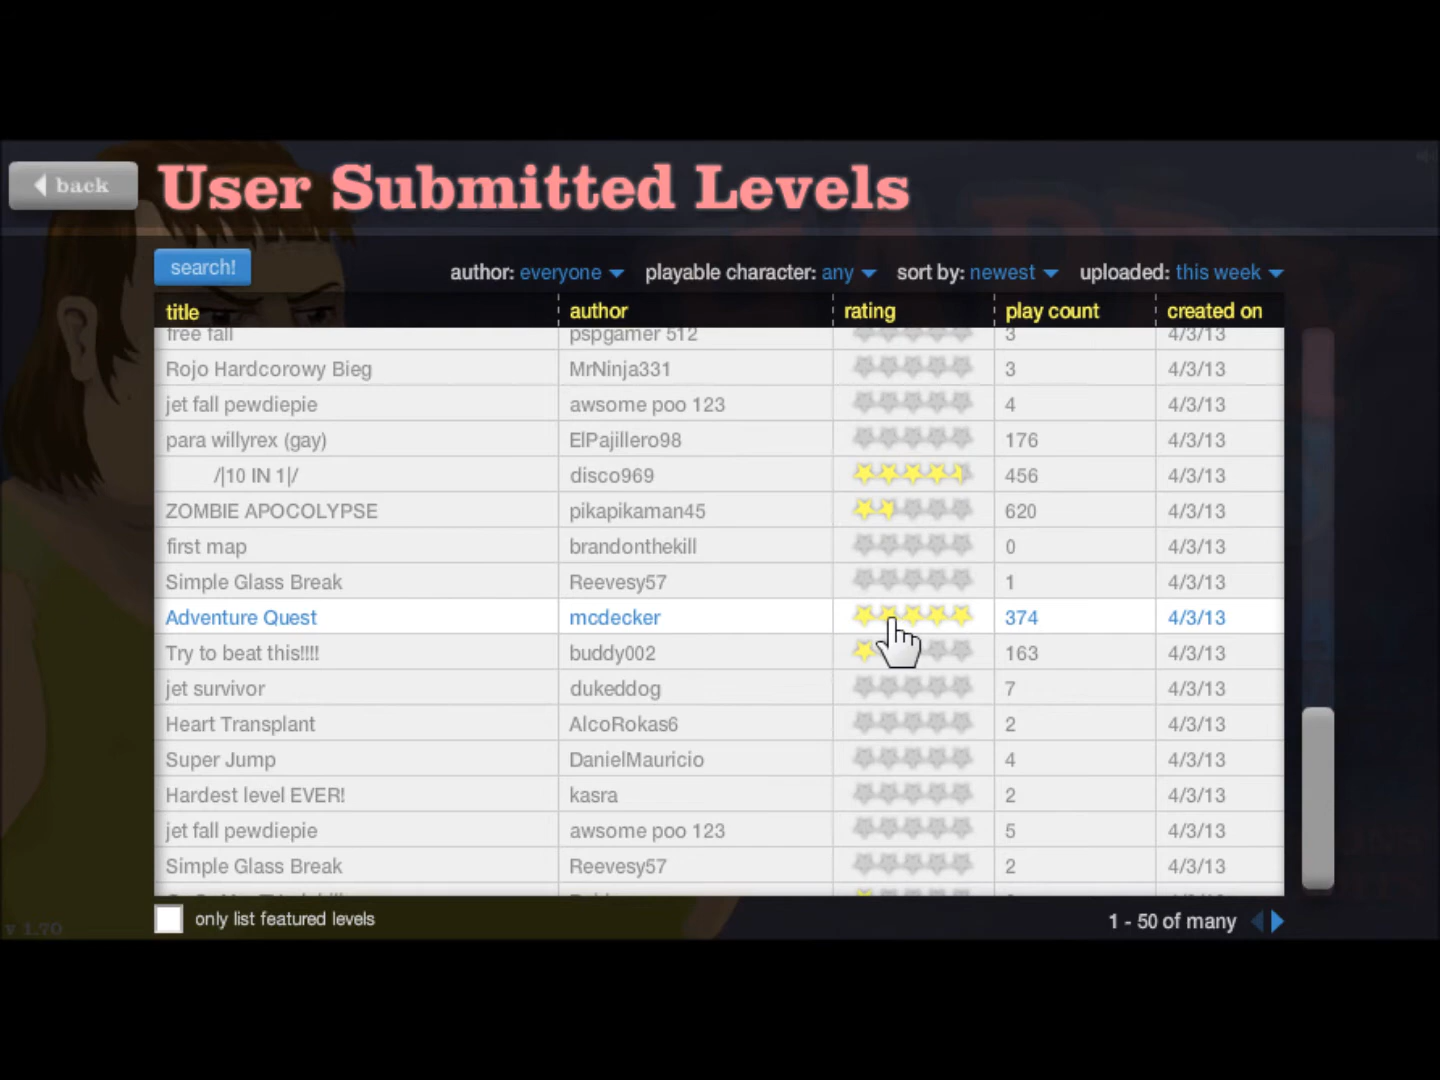 back
User Submitted Levels
search!
author: everyone playable character: any sort by: newest uploaded: this week
title author rating play count created on
free fall pspgamer 512 3 4/3/13
Rojo Hardcorowy Bieg MrNinja331 3 4/3/13
jet fall pewdiepie awsome poo 123 4 4/3/13
para willyrex (gay) ElPajillero98 176 4/3/13
/|10 IN 1|/ disco969 456 4/3/13
ZOMBIE APOCOLYPSE pikapikaman45 620 4/3/13
first map brandonthekill 0 4/3/13
Simple Glass Break Reevesy57 1 4/3/13
Adventure Quest mcdecker 374 4/3/13
Try to beat this!!!! buddy002 163 4/3/13
jet survivor dukeddog 7 4/3/13
Heart Transplant AlcoRokas6 2 4/3/13
Super Jump DanielMauricio 4 4/3/13
Hardest level EVER! kasra 2 4/3/13
jet fall pewdiepie awsome poo 123 5 4/3/13
Simple Glass Break Reevesy57 2 4/3/13
only list featured levels 1 - 50 of many
v 1.70